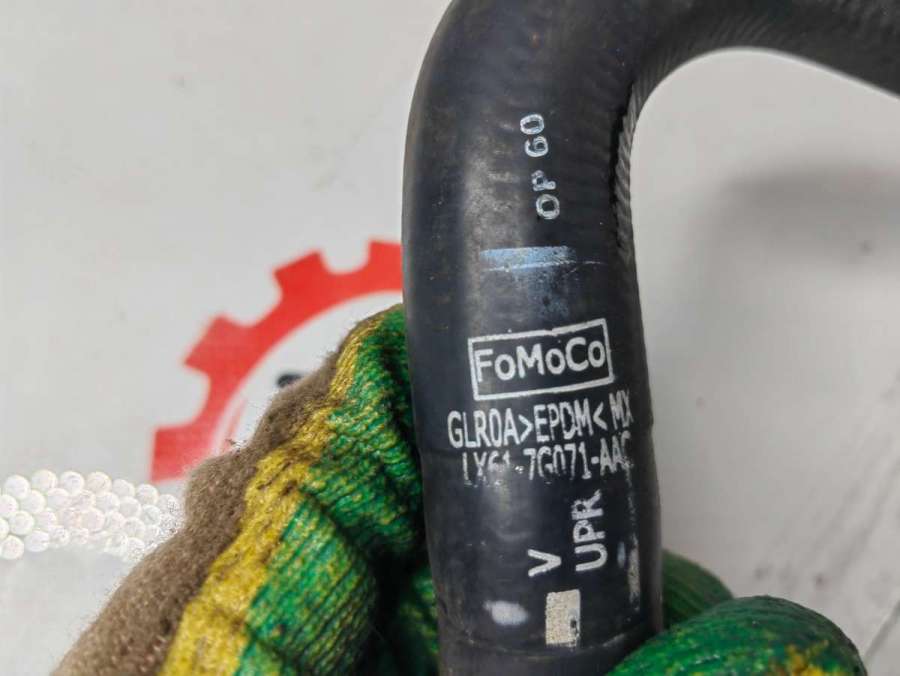 OP 60
FoMoCo
GLR0A>EPDM< MX
LX61-7G071-AAC
V
UPR